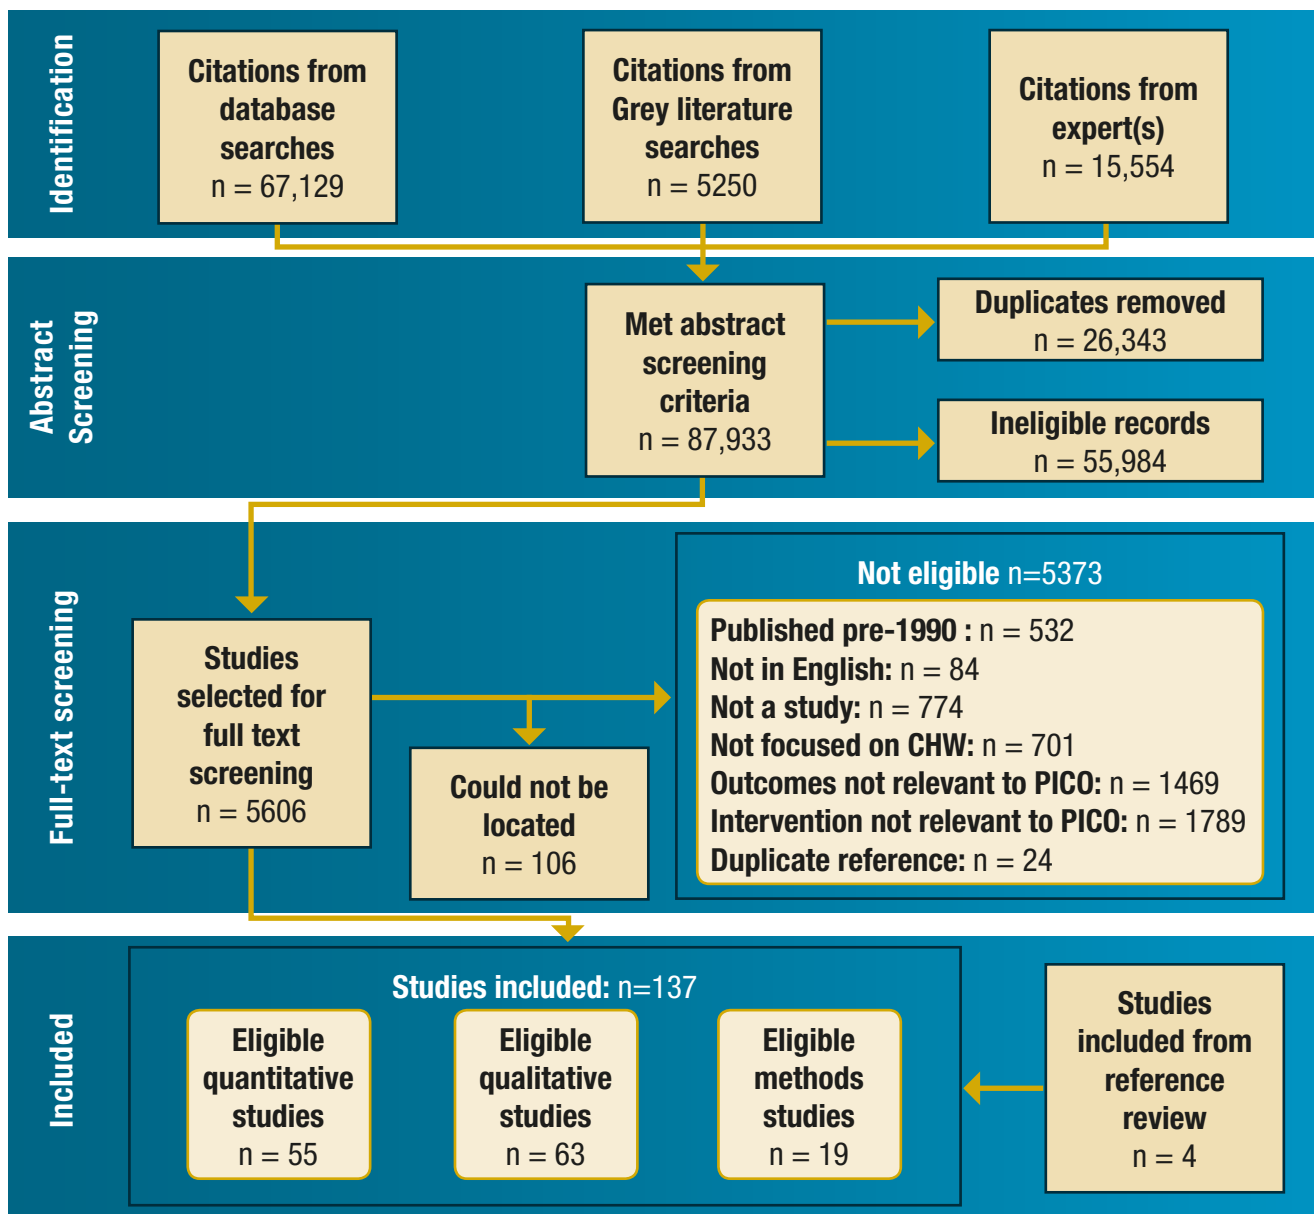 Identification
Citations from
database
searches
n = 67,129
Citations from
Grey literature
searches
n = 5250
Citations from
expert(s)
n = 15,554
Abstract
Screening
Met abstract
screening
criteria
n = 87,933
Duplicates removed
n = 26,343
Ineligible records
n = 55,984
Full-text screening
Studies
selected for
full text
screening
n = 5606
Could not be
located
n = 106
Not eligible n=5373
Published pre-1990 : n = 532
Not in English: n = 84
Not a study: n = 774
Not focused on CHW: n = 701
Outcomes not relevant to PICO: n = 1469
Intervention not relevant to PICO: n = 1789
Duplicate reference: n = 24
Included
Studies included: n=137
Eligible
quantitative
studies
n = 55
Eligible
qualitative
studies
n = 63
Eligible
methods
studies
n = 19
Studies
included from
reference
review
n = 4